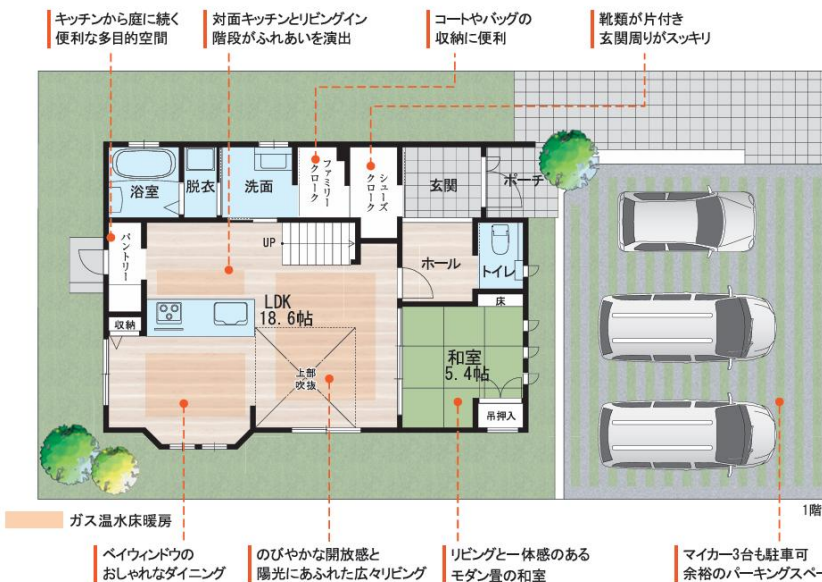 キッチンから庭に続く
便利な多目的空間
対面キッチンとリビングイン
階段がふれあいを演出
コートやバッグの
収納に便利
靴類が片付き
玄関周りがスッキリ
浴室
脱衣
洗面
ファミリー
クローク
シューズ
クローク
玄関
ポーチ
パントリー
UP
ホール
トイレ
LDK
18.6帖
収納
床
和室
5.4帖
上部
吹抜
吊押入
1階
ガス温水床暖房
ベイウィンドウの
おしゃれなダイニング
のびやかな開放感と
陽光にあふれた広々リビング
リビングと一体感のある
モダン畳の和室
マイカー3台も駐車可
余裕のパーキングスペー